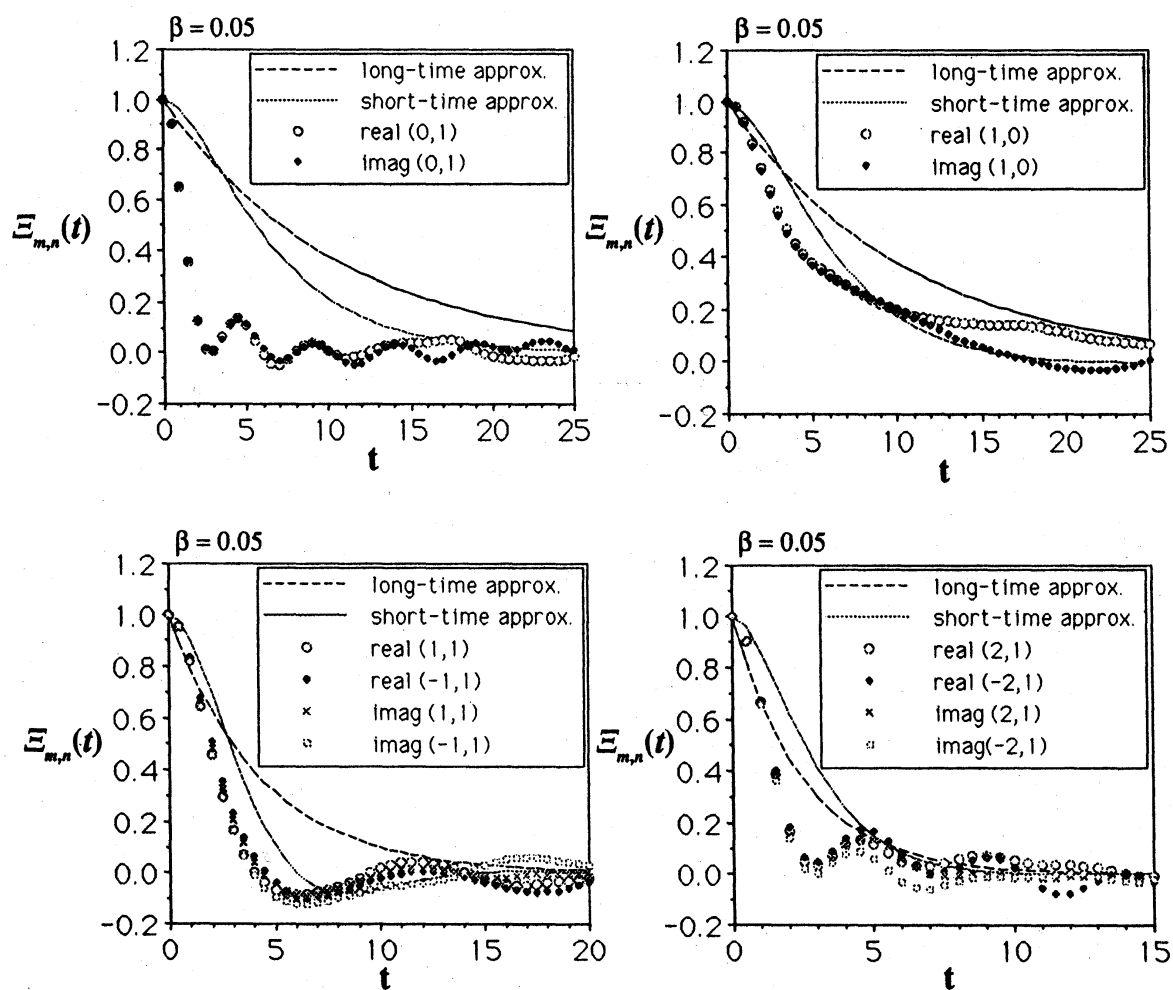 β = 0.05
1.2
1.0
0.8
0.6
0.4
0.2
0.0
-0.2
Ξm,n(t)
long-time approx.
short-time approx.
real (0,1)
imag (0,1)
0 5 10 15 20 25
t
β = 0.05
1.2
1.0
0.8
0.6
0.4
0.2
0.0
-0.2
Ξm,n(t)
long-time approx.
short-time approx.
real (1,0)
imag (1,0)
0 5 10 15 20 25
t
β = 0.05
1.2
1.0
0.8
0.6
0.4
0.2
0.0
-0.2
Ξm,n(t)
long-time approx.
short-time approx.
real (1,1)
real (-1,1)
imag (1,1)
imag (-1,1)
0 5 10 15 20
t
β = 0.05
1.2
1.0
0.8
0.6
0.4
0.2
0.0
-0.2
Ξm,n(t)
long-time approx.
short-time approx.
real (2,1)
real (-2,1)
imag (2,1)
imag(-2,1)
0 5 10 15
t